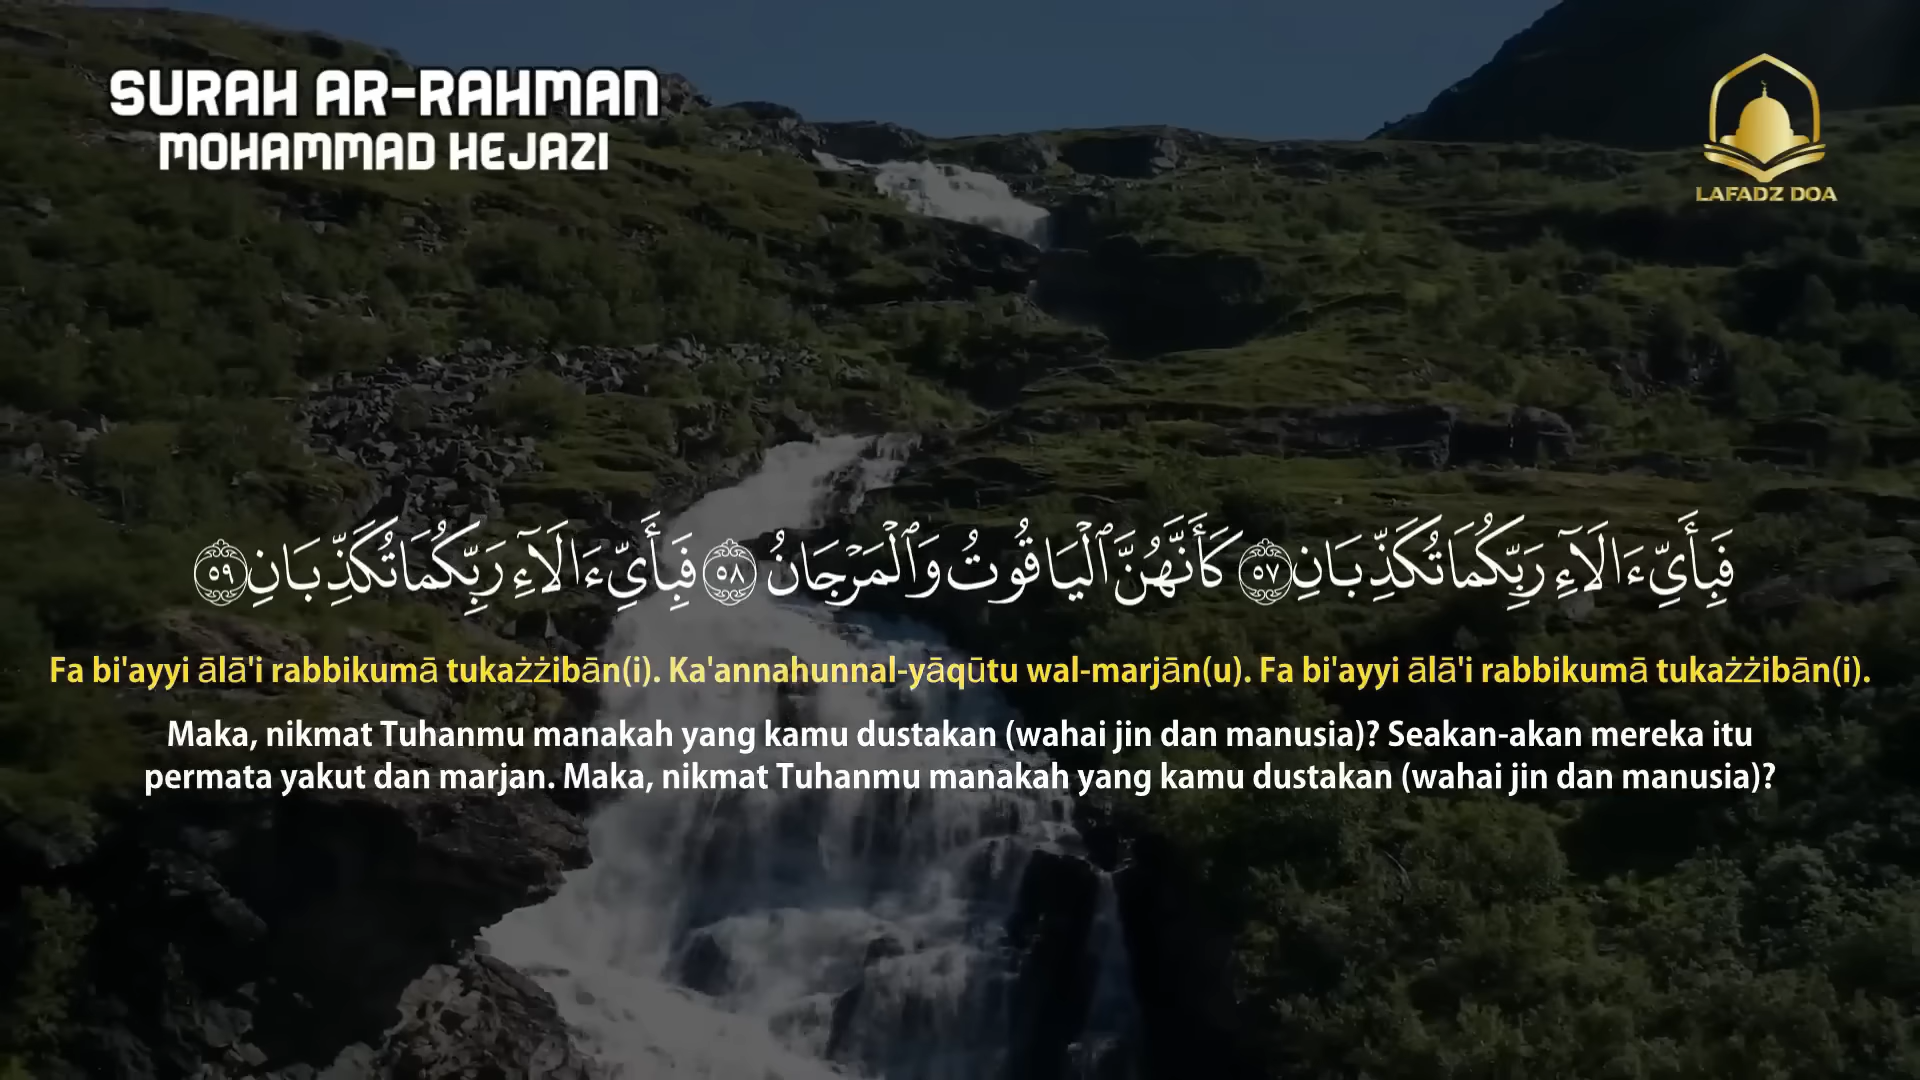 SURAH AR-RAHMAN
MOHAMMAD HEJAZI
LAFADZ DOA
فَبِأَيِّ ءَالَآءِ رَبِّكُمَا تُكَذِّبَانِ ٥٧ كَأَنَّهُنَّ ٱلْيَاقُوتُ وَٱلْمَرْجَانُ ٥٨ فَبِأَيِّ ءَالَآءِ رَبِّكُمَا تُكَذِّبَانِ ٥٩
Fa bi'ayyi ālā'i rabbikumā tukażżibān(i). Ka'annahunnal-yāqūtu wal-marjān(u). Fa bi'ayyi ālā'i rabbikumā tukażżibān(i).
Maka, nikmat Tuhanmu manakah yang kamu dustakan (wahai jin dan manusia)? Seakan-akan mereka itu
permata yakut dan marjan. Maka, nikmat Tuhanmu manakah yang kamu dustakan (wahai jin dan manusia)?